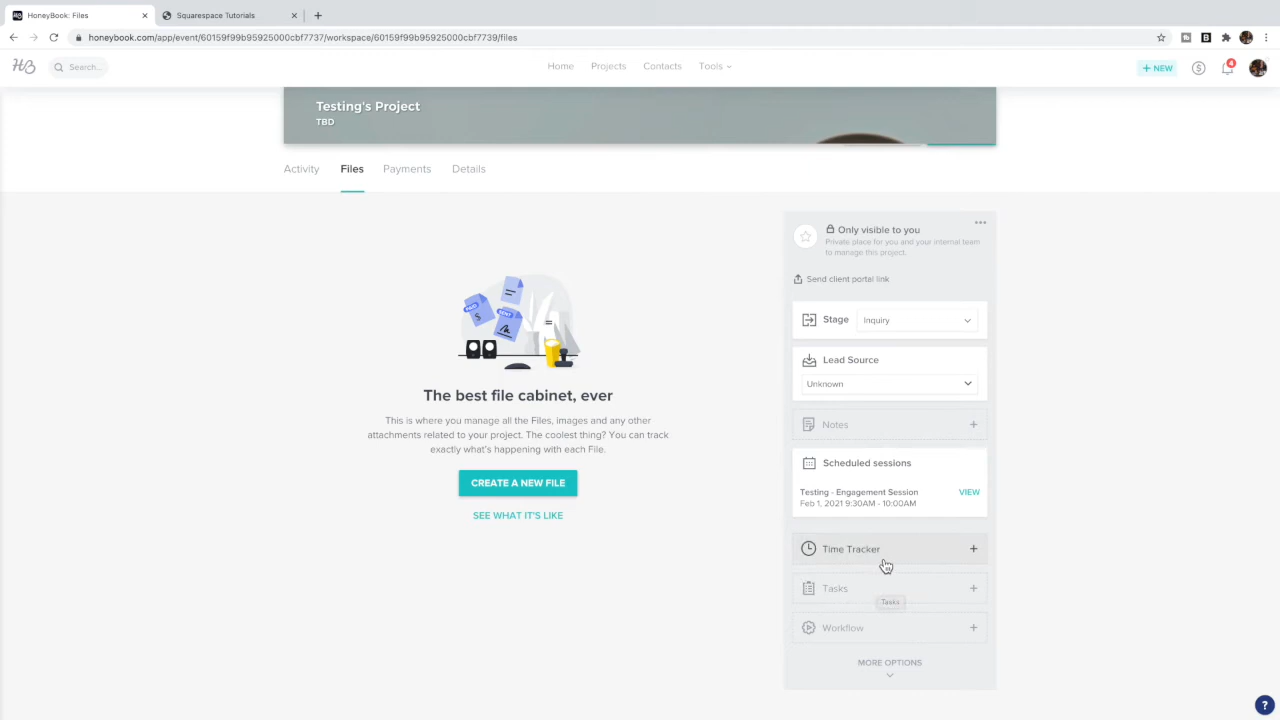 HoneyBook: Files
Squarespace Tutorials
honeybook.com/app/event/60159f99b95925000cbf7737/workspace/60159f99b95925000cbf7739/files
HB
Search...
Home
Projects
Contacts
Tools
+ NEW
$
4
Testing's Project
TBD
Activity
Files
Payments
Details
Only visible to you
Private place for you and your internal team
to manage this project.
Send client portal link
Stage
Inquiry
Lead Source
Unknown
Notes
+
Scheduled sessions
Testing - Engagement Session
VIEW
Feb 1, 2021 9:30AM - 10:00AM
Time Tracker
+
Tasks
+
Tasks
Workflow
+
MORE OPTIONS
The best file cabinet, ever
This is where you manage all the Files, images and any other
attachments related to your project. The coolest thing? You can track
exactly what's happening with each File.
CREATE A NEW FILE
SEE WHAT IT'S LIKE
?